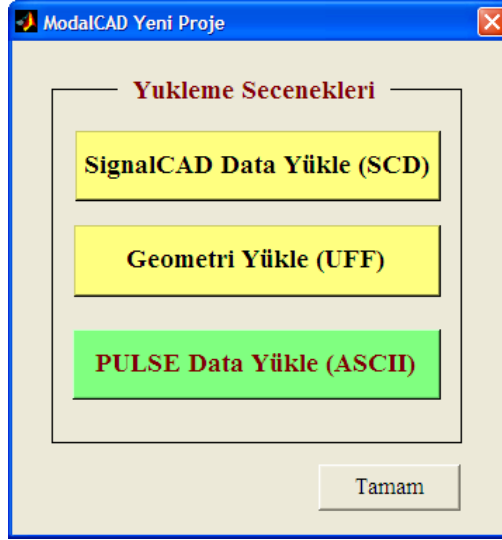 ModalCAD Yeni Proje
Yukleme Secenekleri
SignalCAD Data Yükle (SCD)
Geometri Yükle (UFF)
PULSE Data Yükle (ASCII)
Tamam